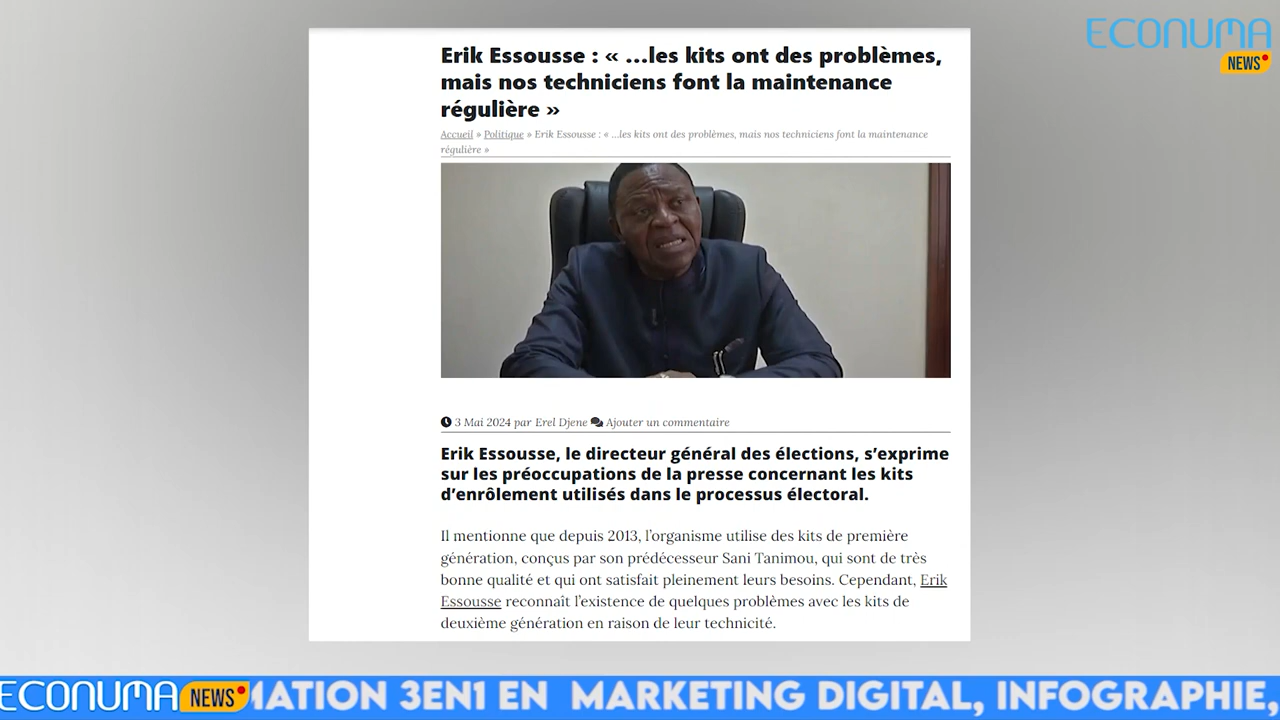 ECONUMA
NEWS
Erik Essousse : « …les kits ont des problèmes,
mais nos techniciens font la maintenance
régulière »
Accueil » Politique » Erik Essousse : « …les kits ont des problèmes, mais nos techniciens font la maintenance
régulière »
3 Mai 2024 par Erel Djene Ajouter un commentaire
Erik Essousse, le directeur général des élections, s’exprime
sur les préoccupations de la presse concernant les kits
d’enrôlement utilisés dans le processus électoral.
Il mentionne que depuis 2013, l’organisme utilise des kits de première
génération, conçus par son prédécesseur Sani Tanimou, qui sont de très
bonne qualité et qui ont satisfait pleinement leurs besoins. Cependant, Erik
Essousse reconnaît l’existence de quelques problèmes avec les kits de
deuxième génération en raison de leur technicité.
ECONUMA NEWS MATION 3EN1 EN MARKETING DIGITAL, INFOGRAPHIE,